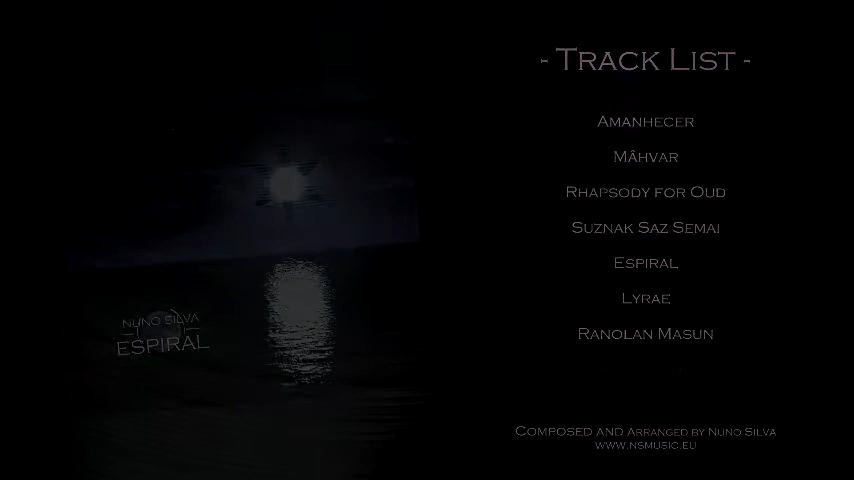 - Track List -
Amanhecer
Mâhvar
Rhapsody for Oud
Suznak Saz Semai
Espiral
Lyrae
Ranolan Masun
Nuno Silva
Espiral
Composed and Arranged by Nuno Silva
www.nsmusic.eu